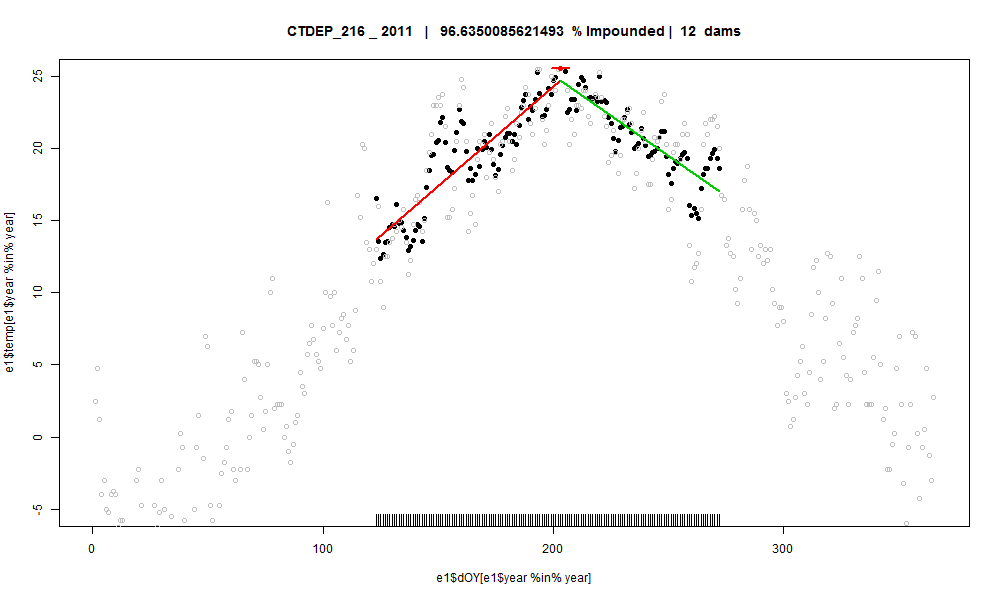 CTDEP_216 _ 2011 | 96.6350085621493 % Impounded | 12 dams
e1$temp[e1$year %in% year]
25
20
15
10
5
0
-5
0 100 200 300
e1$dOY[e1$year %in% year]